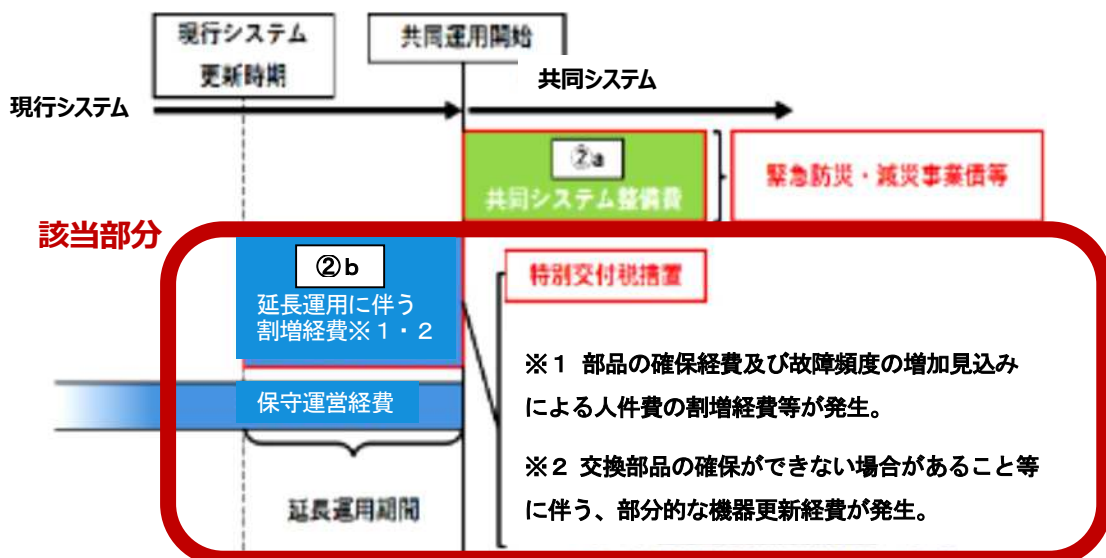 現行システム
更新時期
共同運用開始
共同システム
現行システム
②a
共同システム整備費
緊急防災・減災事業債等
該当部分
②b
延長運用に伴う
割増経費※１・２
特別交付税措置
※１ 部品の確保経費及び故障頻度の増加見込み
による人件費の割増経費等が発生。
保守運営経費
※２ 交換部品の確保ができない場合があること等
に伴う、部分的な機器更新経費が発生。
延長運用期間